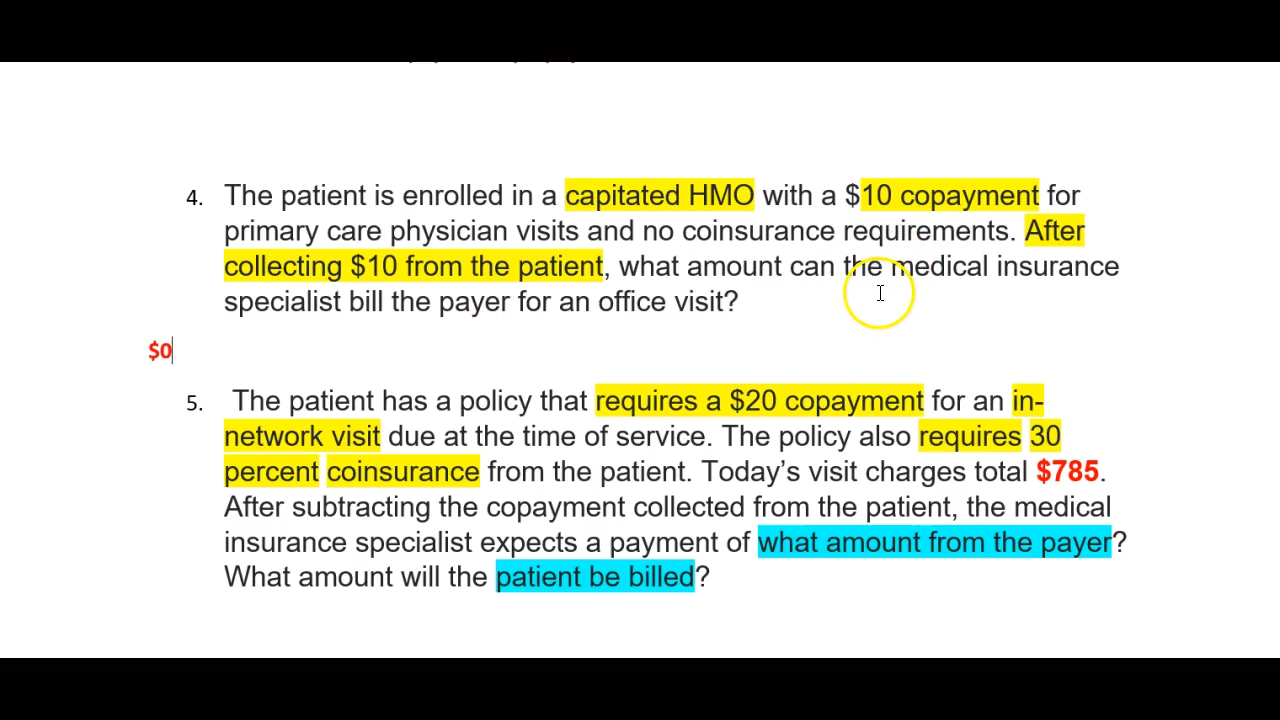 4. The patient is enrolled in a capitated HMO with a $10 copayment for
primary care physician visits and no coinsurance requirements. After
collecting $10 from the patient, what amount can the medical insurance
specialist bill the payer for an office visit?
$0
5. The patient has a policy that requires a $20 copayment for an in-
network visit due at the time of service. The policy also requires 30
percent coinsurance from the patient. Today’s visit charges total $785.
After subtracting the copayment collected from the patient, the medical
insurance specialist expects a payment of what amount from the payer?
What amount will the patient be billed?